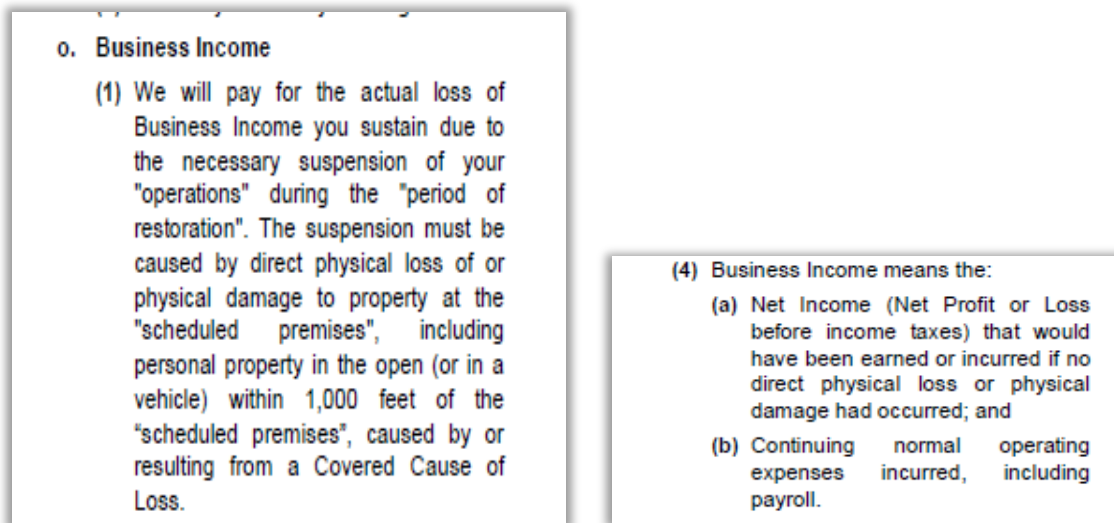 o. Business Income
(1) We will pay for the actual loss of
Business Income you sustain due to
the necessary suspension of your
"operations" during the "period of
restoration". The suspension must be
caused by direct physical loss of or
physical damage to property at the
"scheduled premises", including
personal property in the open (or in a
vehicle) within 1,000 feet of the
“scheduled premises”, caused by or
resulting from a Covered Cause of
Loss.
(4) Business Income means the:
(a) Net Income (Net Profit or Loss
before income taxes) that would
have been earned or incurred if no
direct physical loss or physical
damage had occurred; and
(b) Continuing normal operating
expenses incurred, including
payroll.